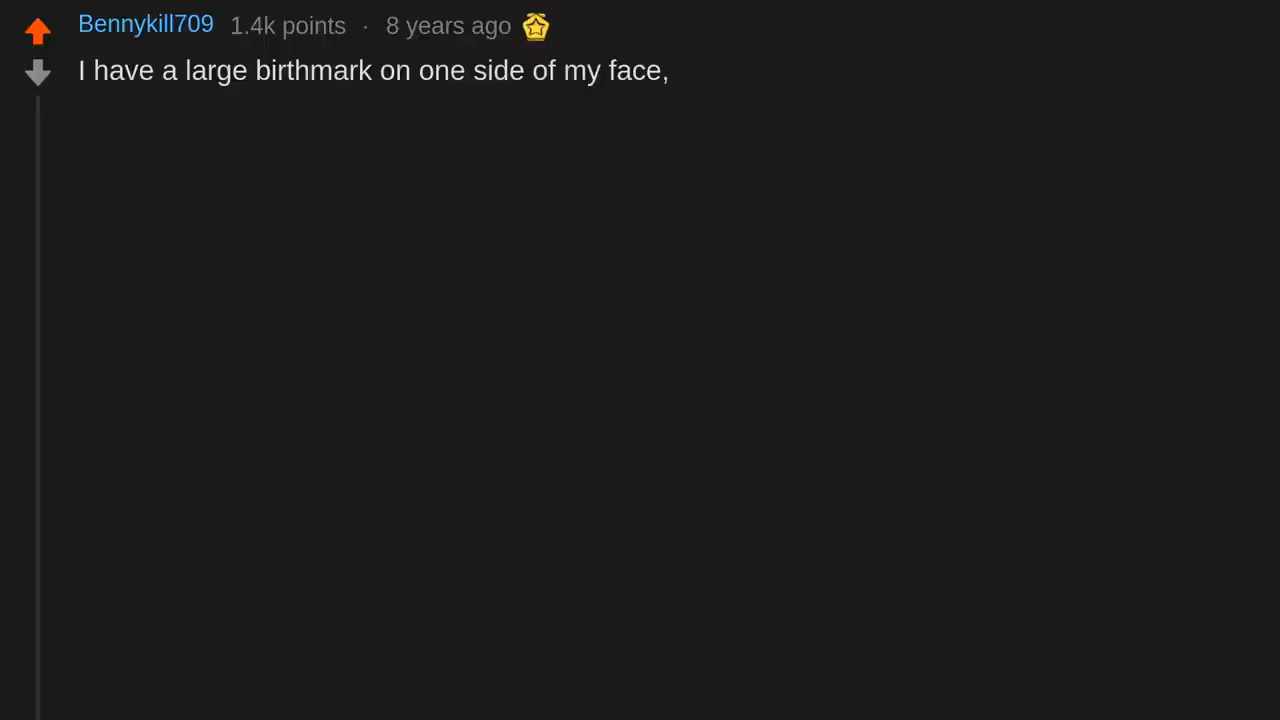 Bennykill709 1.4k points · 8 years ago
I have a large birthmark on one side of my face,